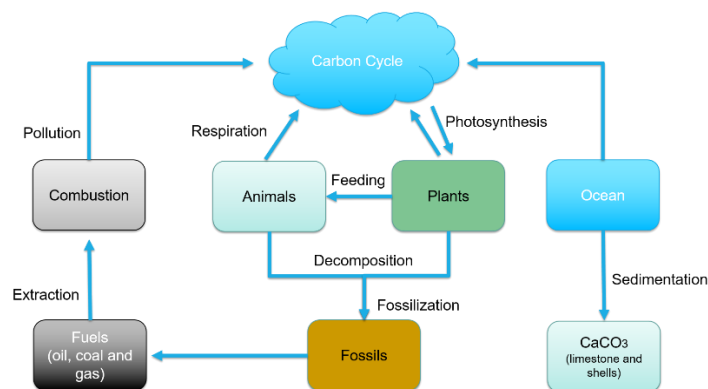 Carbon Cycle
Pollution
Respiration
Photosynthesis
Combustion
Animals
Feeding
Plants
Ocean
Decomposition
Sedimentation
Extraction
Fossilization
Fuels
(oil, coal and
gas)
Fossils
CaCO3
(limestone and
shells)